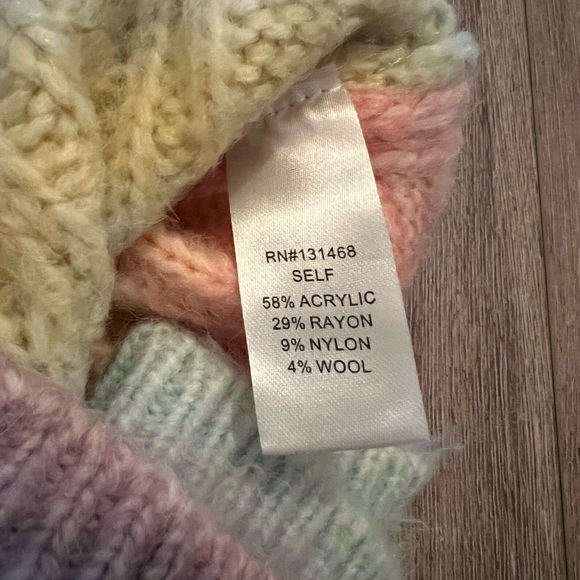 RN#131468
SELF
58% ACRYLIC
29% RAYON
9% NYLON
4% WOOL